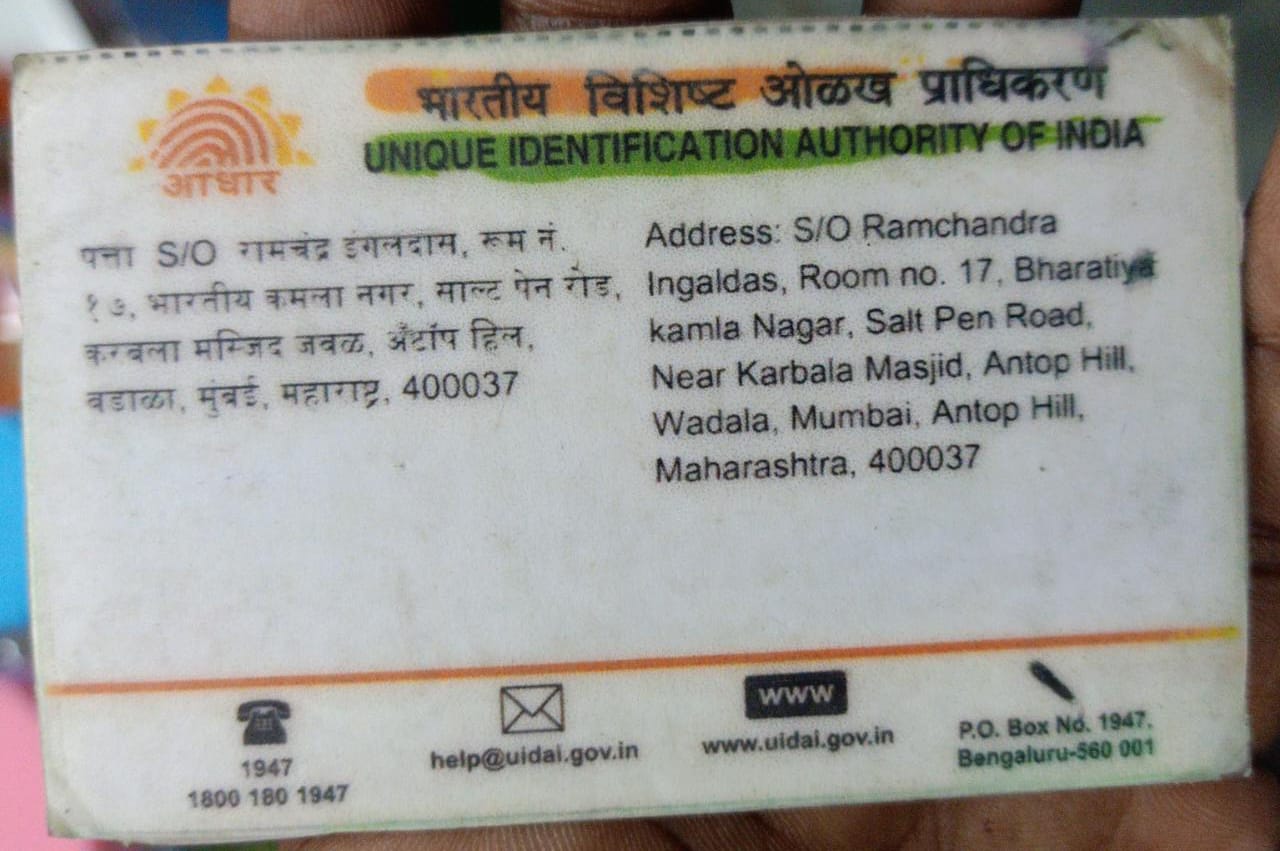 भारतीय विशिष्ट ओळख प्राधिकरण
UNIQUE IDENTIFICATION AUTHORITY OF INDIA
आधार
पत्ता S/O रामचंद्र इंगलदास, रूम नं.
१७, भारतीय कमला नगर, साल्ट पेन रोड,
करबला मस्जिद जवळ, अँटॉप हिल,
वडाळा, मुंबई, महाराष्ट्र, 400037
Address: S/O Ramchandra
Ingaldas, Room no. 17, Bharatiya
kamla Nagar, Salt Pen Road,
Near Karbala Masjid, Antop Hill,
Wadala, Mumbai, Antop Hill,
Maharashtra, 400037
1947
1800 180 1947
help@uidai.gov.in
www
www.uidai.gov.in
P.O. Box No. 1947,
Bengaluru-560 001